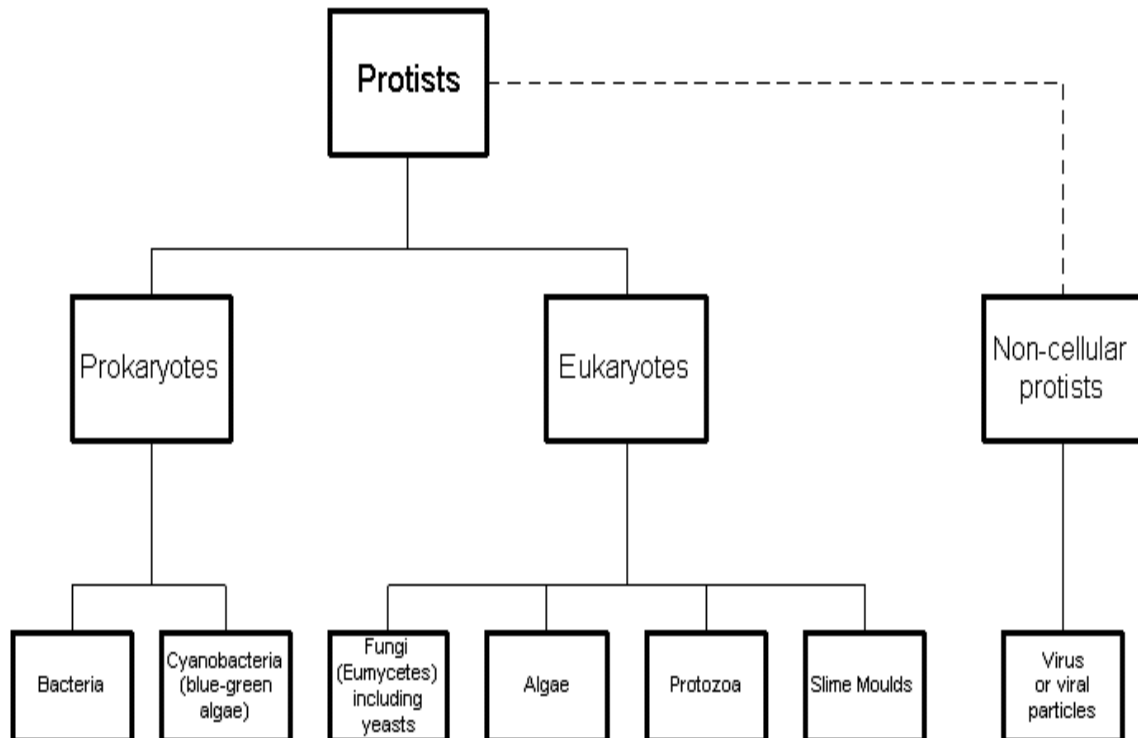 Protists
Prokaryotes
Eukaryotes
Non-cellular
protists
Bacteria
Cyanobacteria
(blue-green
algae)
Fungi
(Eumycetes)
including
yeasts
Algae
Protozoa
Slime Moulds
Virus
or viral
particles